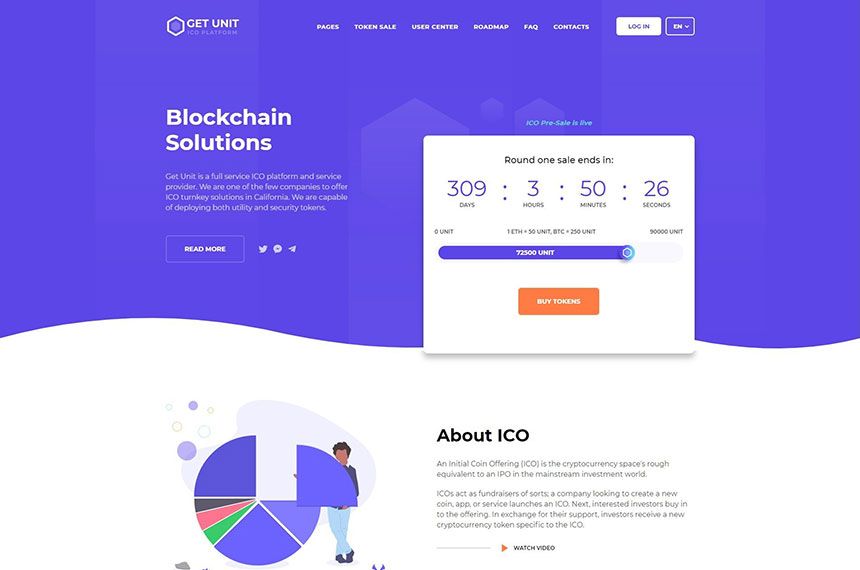 GET UNIT
ICO PLATFORM
PAGES TOKEN SALE USER CENTER ROADMAP FAQ CONTACTS
LOG IN
EN
Blockchain
Solutions
Get Unit is a full service ICO platform and service
provider. We are one of the few companies to offer
ICO turnkey solutions in California. We are capable
of deploying both utility and security tokens.
READ MORE
ICO Pre-Sale is live
Round one sale ends in:
309 : 3 : 50 : 26
DAYS HOURS MINUTES SECONDS
0 UNIT 1 ETH = 50 UNIT, BTC = 250 UNIT 90000 UNIT
72500 UNIT
BUY TOKENS
About ICO
An Initial Coin Offering (ICO) is the cryptocurrency space's rough
equivalent to an IPO in the mainstream investment world.
ICOs act as fundraisers of sorts; a company looking to create a new
coin, app, or service launches an ICO. Next, interested investors buy in
to the offering. In exchange for their support, investors receive a new
cryptocurrency token specific to the ICO.
WATCH VIDEO